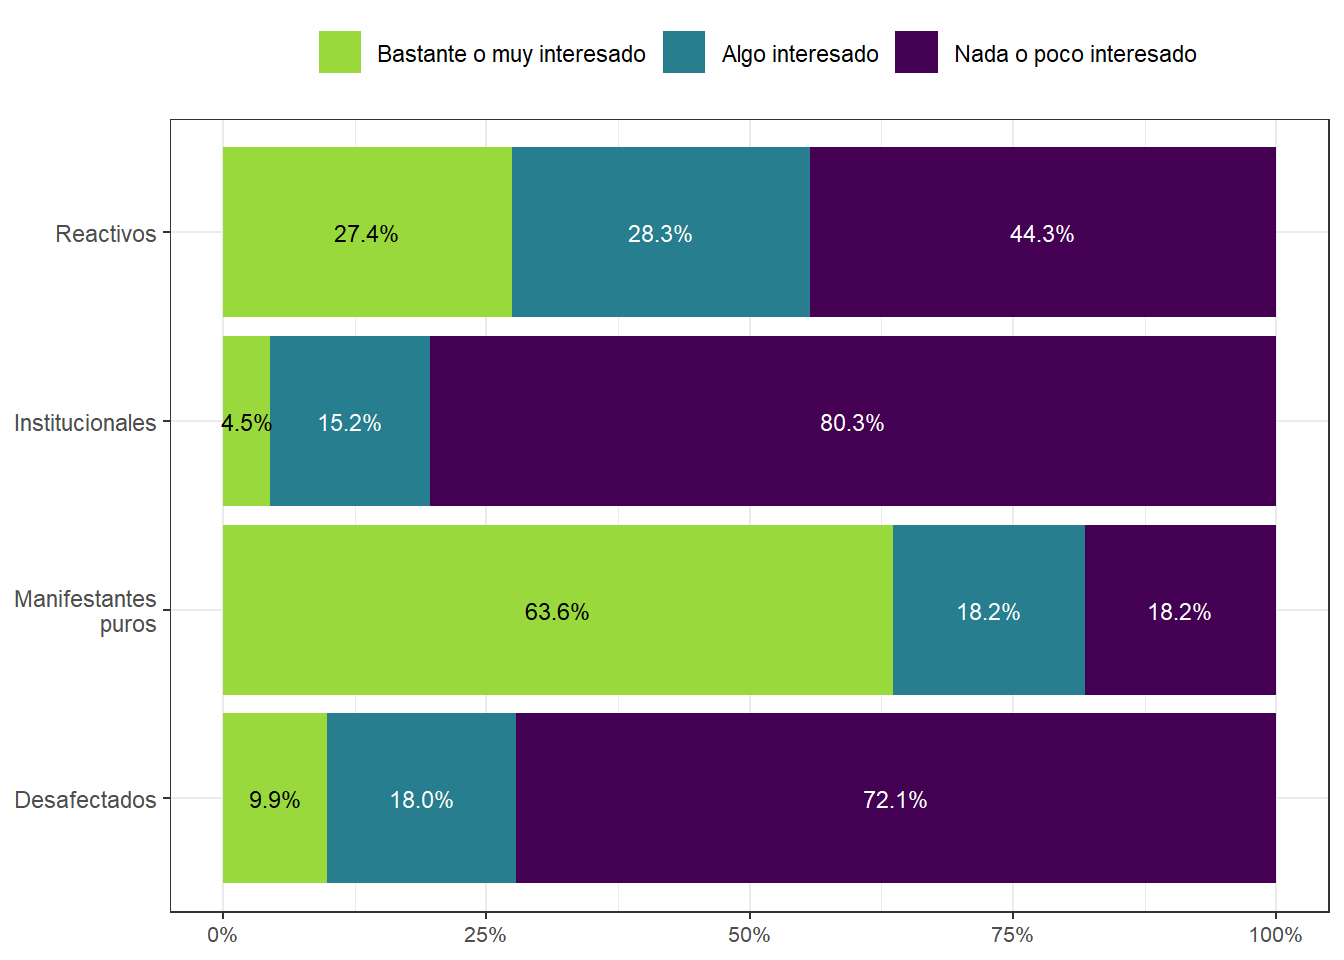 Bastante o muy interesado Algo interesado Nada o poco interesado
Reactivos 27.4% 28.3% 44.3%
Institucionales 4.5% 15.2% 80.3%
Manifestantes
puros 63.6% 18.2% 18.2%
Desafectados 9.9% 18.0% 72.1%
0% 25% 50% 75% 100%